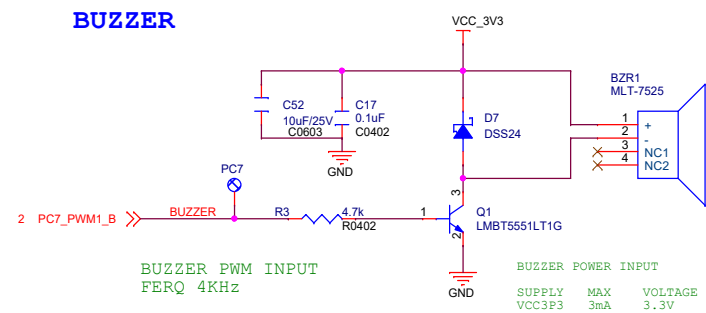 BUZZER
VCC_3V3
BZR1
MLT-7525
C52
10uF/25V
C0603
C17
0.1uF
C0402
D7
DSS24
1
+
2
-
3
NC1
4
NC2
GND
PC7
3
2 PC7_PWM1_B
BUZZER
R3
4.7k
R0402
1
Q1
LMBT5551LT1G
2
GND
BUZZER PWM INPUT
FERQ 4KHz
BUZZER POWER INPUT
SUPPLY MAX VOLTAGE
VCC3P3 3mA 3.3V